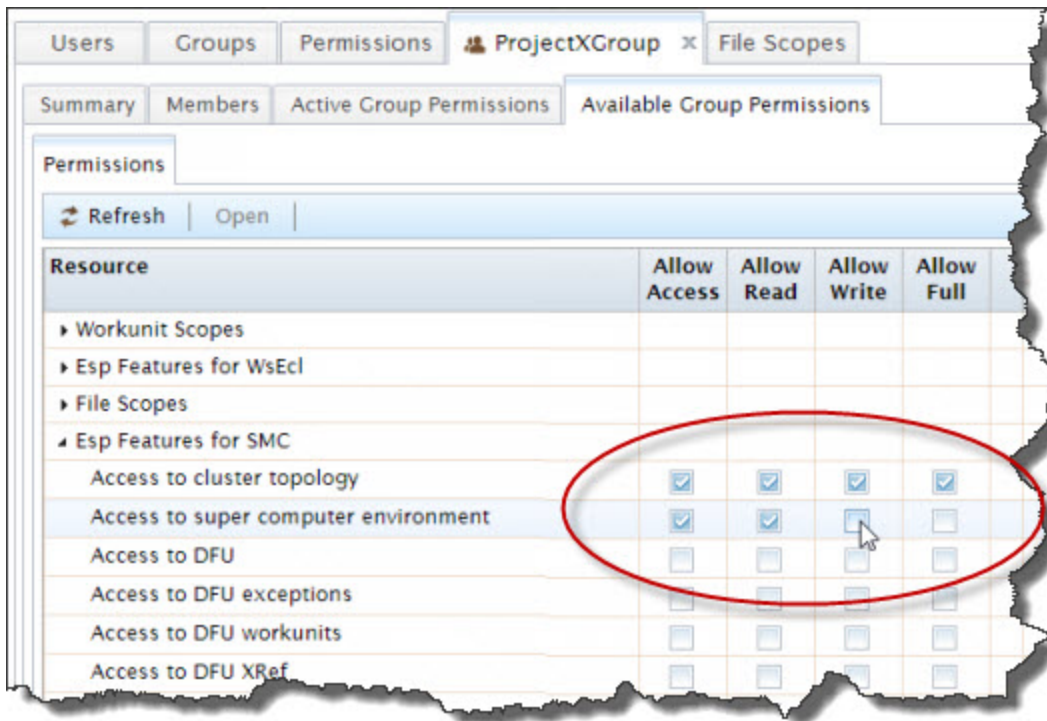 Users Groups Permissions ProjectXGroup x File Scopes
Summary Members Active Group Permissions Available Group Permissions
Permissions
Refresh Open
Resource Allow Access Allow Read Allow Write Allow Full
Workunit Scopes
Esp Features for WsEcl
File Scopes
Esp Features for SMC
Access to cluster topology
Access to super computer environment
Access to DFU
Access to DFU exceptions
Access to DFU workunits
Access to DFU XRef